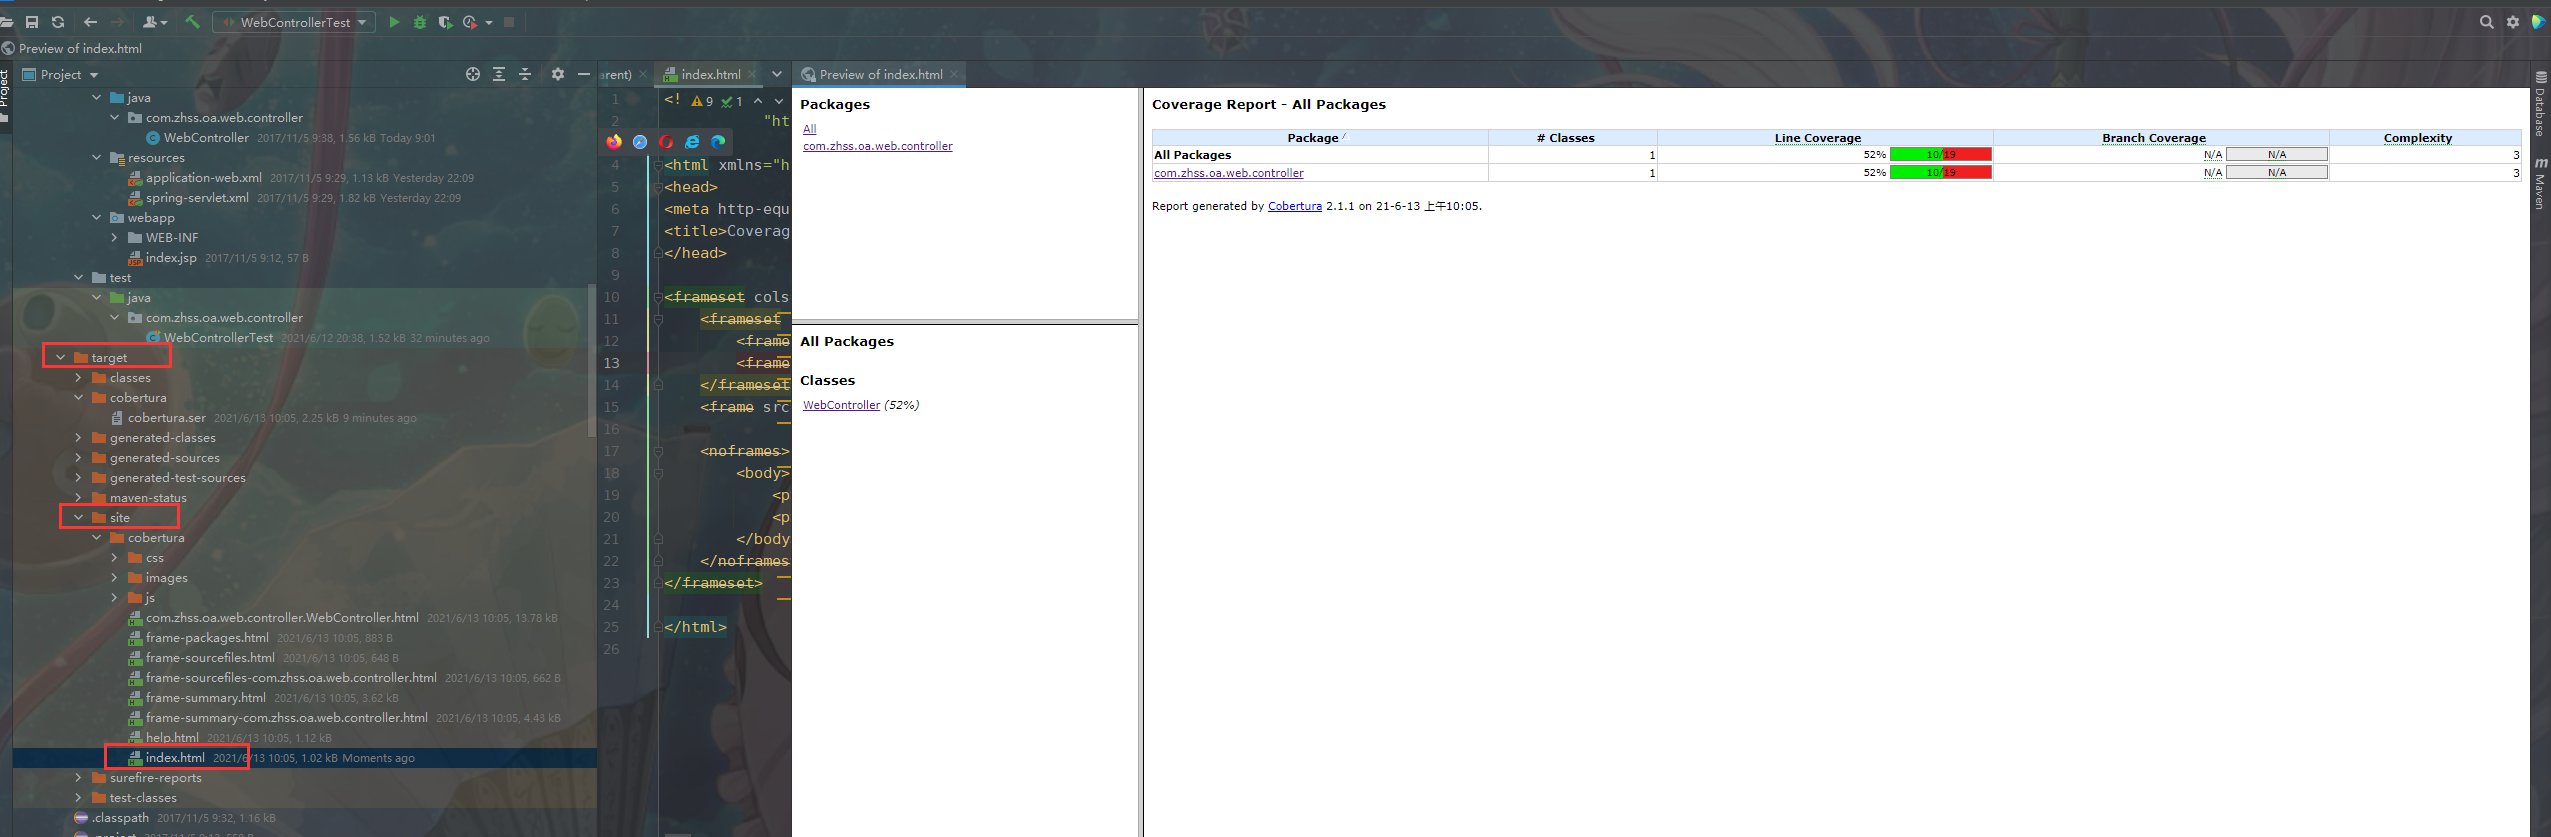 WebControllerTest
Preview of index.html
Project
Project
java
com.zhss.oa.web.controller
WebController 2017/11/5 9:38, 1.56 kB Today 9:01
resources
application-web.xml 2017/11/5 9:29, 1.13 kB Yesterday 22:09
spring-servlet.xml 2017/11/5 9:29, 1.82 kB Yesterday 22:09
webapp
WEB-INF
index.jsp 2017/11/5 9:12, 57 B
test
java
com.zhss.oa.web.controller
WebControllerTest 2021/6/12 20:38, 1.52 kB 32 minutes ago
target
classes
cobertura
cobertura.ser 2021/6/13 10:05, 2.25 kB 9 minutes ago
generated-classes
generated-sources
generated-test-sources
maven-status
site
cobertura
css
images
js
com.zhss.oa.web.controller.WebController.html 2021/6/13 10:05, 13.78 kB
frame-packages.html 2021/6/13 10:05, 883 B
frame-sourcefiles.html 2021/6/13 10:05, 648 B
frame-sourcefiles-com.zhss.oa.web.controller.html 2021/6/13 10:05, 662 B
frame-summary.html 2021/6/13 10:05, 3.62 kB
frame-summary-com.zhss.oa.web.controller.html 2021/6/13 10:05, 4.43 kB
help.html 2021/6/13 10:05, 1.12 kB
index.html 2021/6/13 10:05, 1.02 kB Moments ago
surefire-reports
test-classes
.classpath 2017/11/5 9:32, 1.16 kB
arent) index.html
1 <! 9 1
2 "ht
4 <html xmlns="h
5 <head>
6 <meta http-equ
7 <title>Coverag
8 </head>
9
10 <frameset cols
11 <frameset
12 <frame
13 <frame
14 </frameset
15 <frame src
16
17 <noframes>
18 <body>
19 <p
20 <p
21 </body
22 </noframes
23 </frameset>
24
25 </html>
26
Preview of index.html
Packages
All
com.zhss.oa.web.controller
All Packages
Classes
WebController (52%)
Coverage Report - All Packages
Package # Classes Line Coverage Branch Coverage Complexity
All Packages 1 52% 10/19 N/A N/A 3
com.zhss.oa.web.controller 1 52% 10/19 N/A N/A 3
Report generated by Cobertura 2.1.1 on 21-6-13 上午10:05.
Database
m Maven